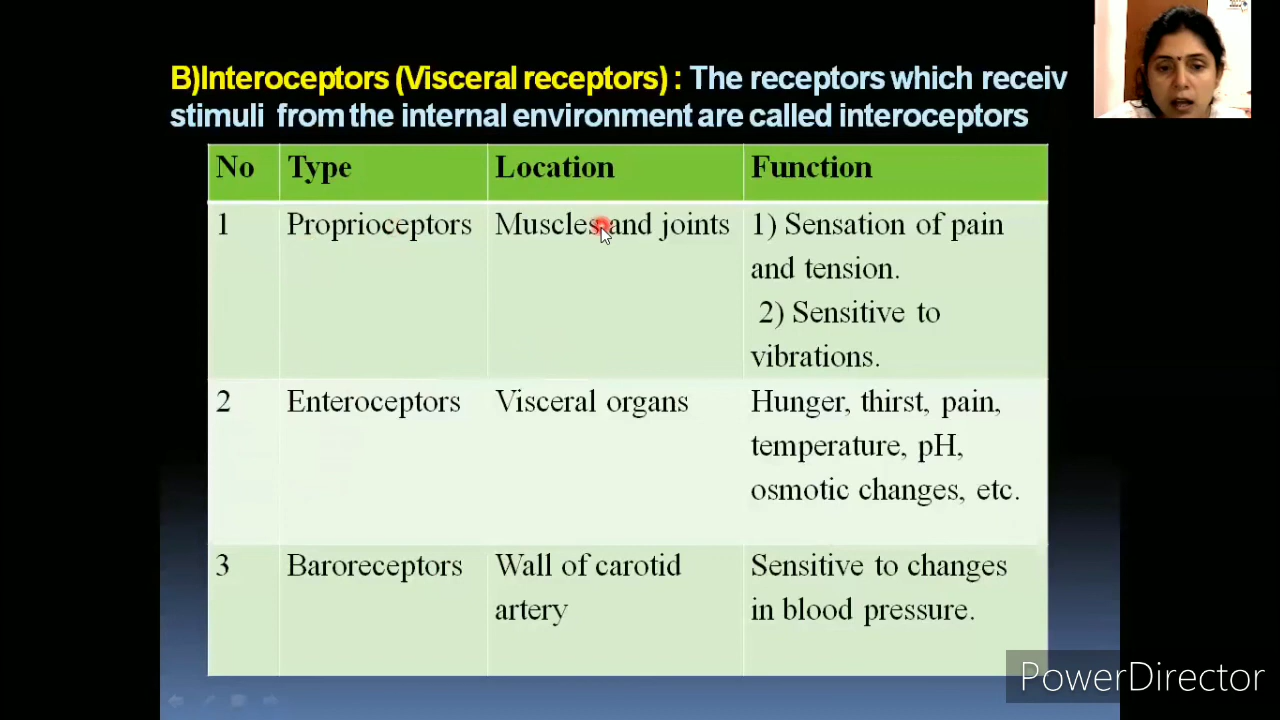 B)Interoceptors (Visceral receptors) : The receptors which receiv
stimuli from the internal environment are called interoceptors
No Type Location Function
1 Proprioceptors Muscles and joints 1) Sensation of pain
and tension.
2) Sensitive to
vibrations.
2 Enteroceptors Visceral organs Hunger, thirst, pain,
temperature, pH,
osmotic changes, etc.
3 Baroreceptors Wall of carotid Sensitive to changes
artery in blood pressure.
PowerDirector